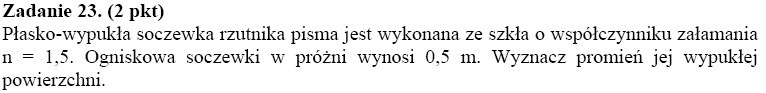 Zadanie 23. (2 pkt)
Płasko-wypukła soczewka rzutnika pisma jest wykonana ze szkła o współczynniku załamania
n = 1,5. Ogniskowa soczewki w próżni wynosi 0,5 m. Wyznacz promień jej wypukłej
powierzchni.